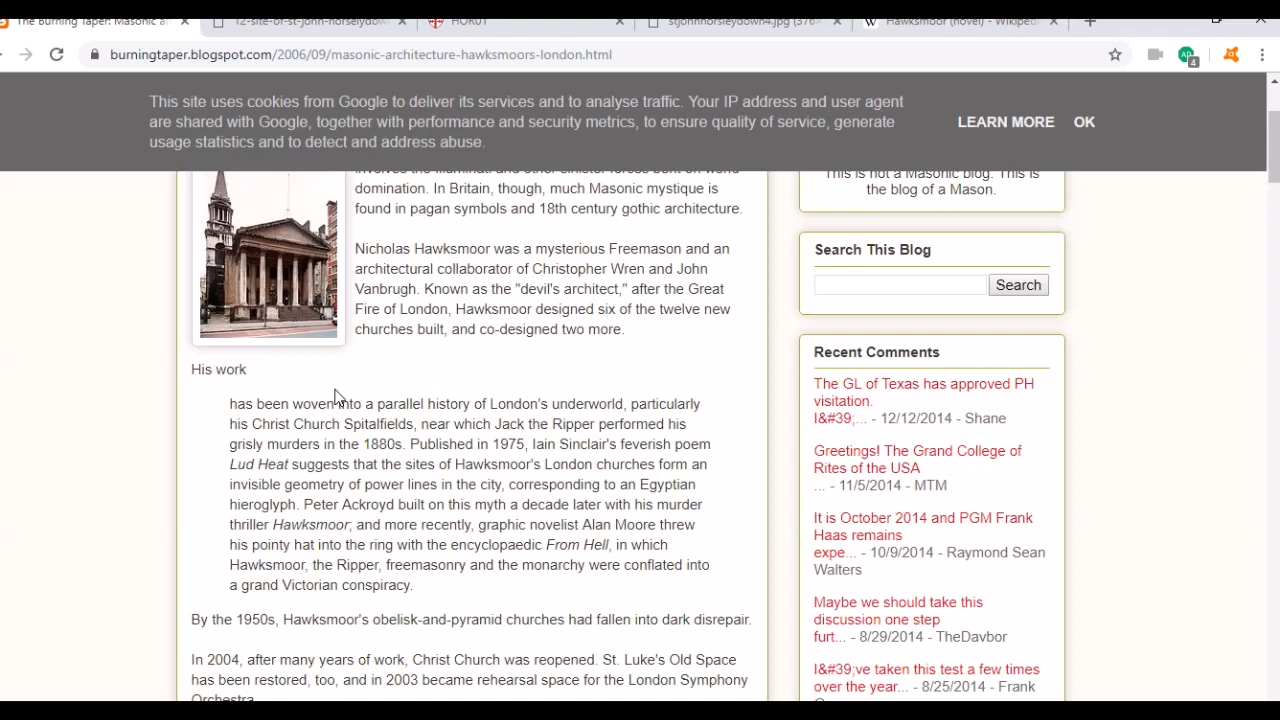 The Burning Taper: Masonic a
12-site-of-st-john-horselydown
HOR01
stjohnhorsleydown4.jpg (376×
Hawksmoor (novel) - Wikiped
burningtaper.blogspot.com/2006/09/masonic-architecture-hawksmoors-london.html
4
This site uses cookies from Google to deliver its services and to analyse traffic. Your IP address and user agent
are shared with Google, together with performance and security metrics, to ensure quality of service, generate
usage statistics and to detect and address abuse.
LEARN MORE OK
domination. In Britain, though, much Masonic mystique is
found in pagan symbols and 18th century gothic architecture.
Nicholas Hawksmoor was a mysterious Freemason and an
architectural collaborator of Christopher Wren and John
Vanbrugh. Known as the "devil's architect," after the Great
Fire of London, Hawksmoor designed six of the twelve new
churches built, and co-designed two more.
His work
has been woven into a parallel history of London's underworld, particularly
his Christ Church Spitalfields, near which Jack the Ripper performed his
grisly murders in the 1880s. Published in 1975, Iain Sinclair's feverish poem
Lud Heat suggests that the sites of Hawksmoor's London churches form an
invisible geometry of power lines in the city, corresponding to an Egyptian
hieroglyph. Peter Ackroyd built on this myth a decade later with his murder
thriller Hawksmoor; and more recently, graphic novelist Alan Moore threw
his pointy hat into the ring with the encyclopaedic From Hell, in which
Hawksmoor, the Ripper, freemasonry and the monarchy were conflated into
a grand Victorian conspiracy.
By the 1950s, Hawksmoor's obelisk-and-pyramid churches had fallen into dark disrepair.
In 2004, after many years of work, Christ Church was reopened. St. Luke's Old Space
has been restored, too, and in 2003 became rehearsal space for the London Symphony
Orchestra.
This is not a Masonic blog. This is
the blog of a Mason.
Search This Blog
Search
Recent Comments
The GL of Texas has approved PH
visitation.
I&#39;... - 12/12/2014 - Shane
Greetings! The Grand College of
Rites of the USA
... - 11/5/2014 - MTM
It is October 2014 and PGM Frank
Haas remains
expe... - 10/9/2014 - Raymond Sean
Walters
Maybe we should take this
discussion one step
furt... - 8/29/2014 - TheDavbor
I&#39;ve taken this test a few times
over the year... - 8/25/2014 - Frank